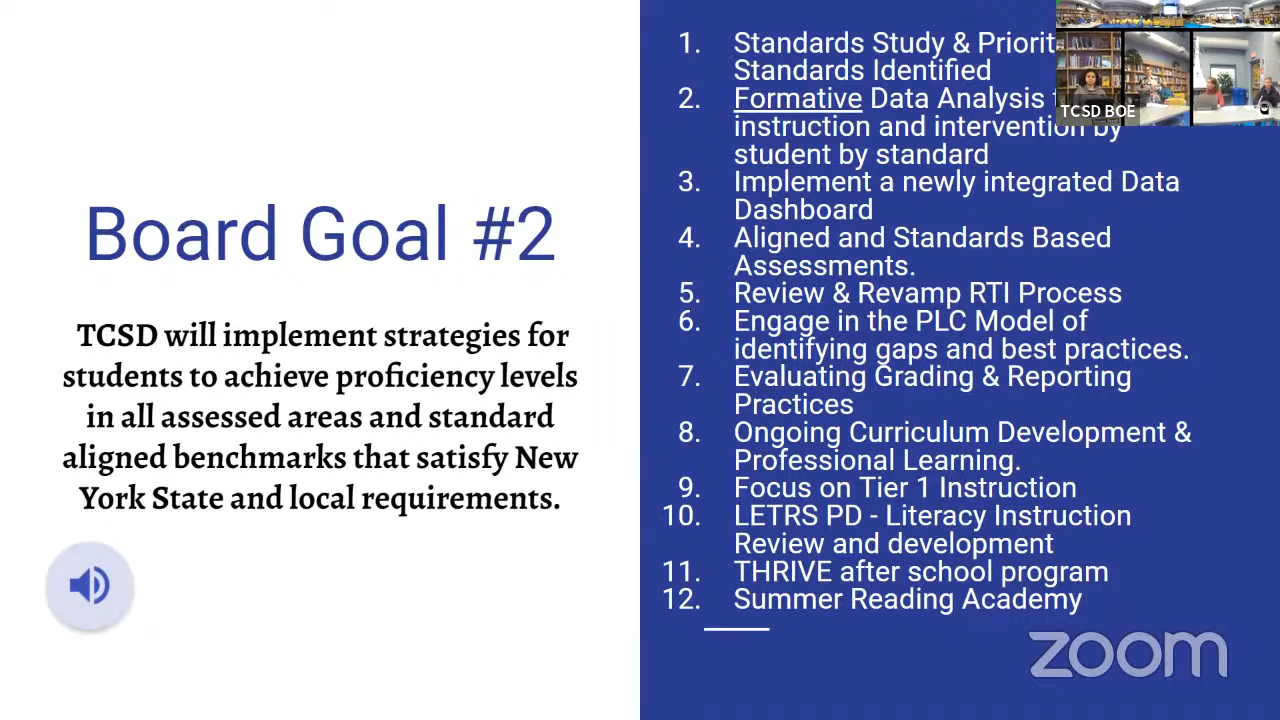 Board Goal #2
TCSD will implement strategies for
students to achieve proficiency levels
in all assessed areas and standard
aligned benchmarks that satisfy New
York State and local requirements.
1. Standards Study & Priorit
Standards Identified
2. Formative Data Analysis
instruction and intervention by
student by standard
3. Implement a newly integrated Data
Dashboard
4. Aligned and Standards Based
Assessments.
5. Review & Revamp RTI Process
6. Engage in the PLC Model of
identifying gaps and best practices.
7. Evaluating Grading & Reporting
Practices
8. Ongoing Curriculum Development &
Professional Learning.
9. Focus on Tier 1 Instruction
10. LETRS PD - Literacy Instruction
Review and development
11. THRIVE after school program
12. Summer Reading Academy
TCSD BOE
zoom